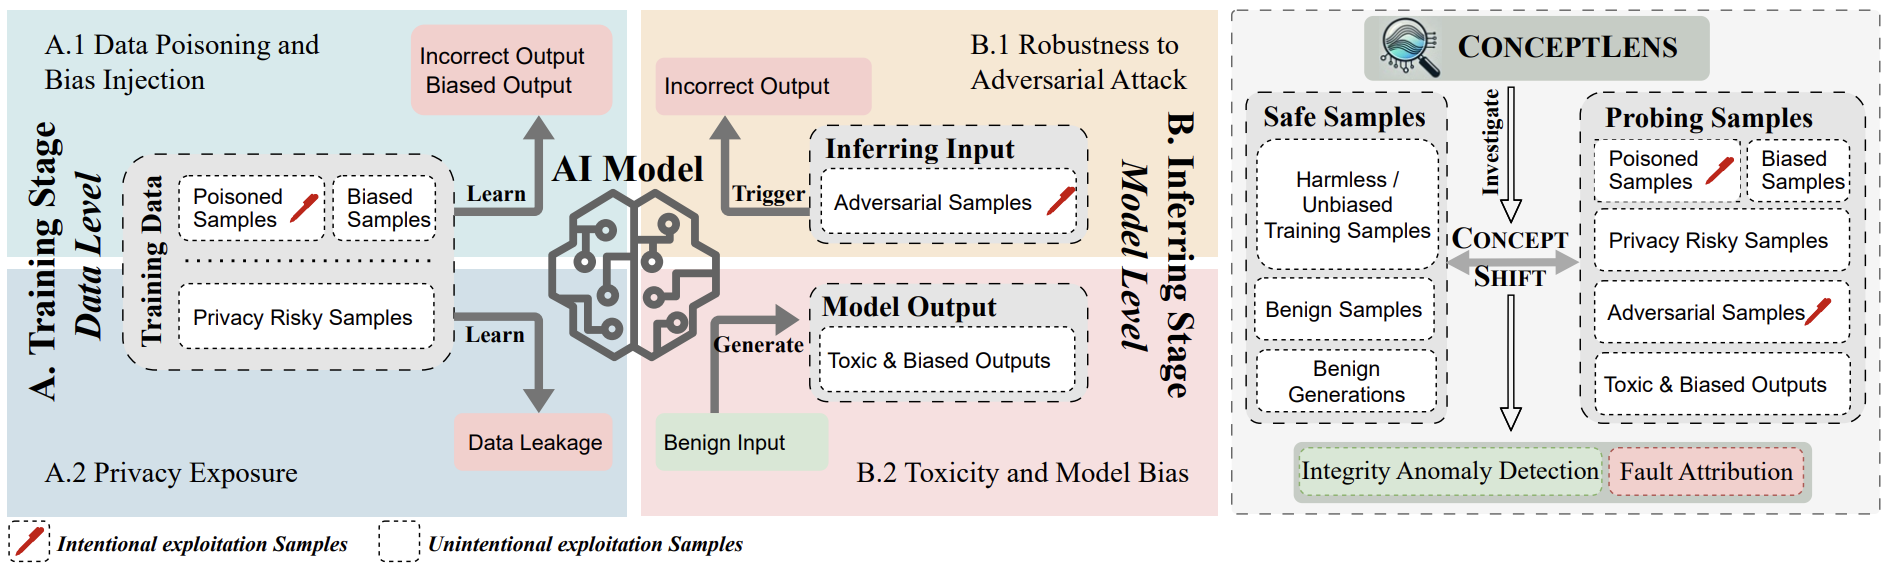 A.1 Data Poisoning and
Bias Injection
Incorrect Output
Biased Output
A. Training Stage
Data Level
Training Data
Poisoned
Samples
Biased
Samples
Privacy Risky Samples
Learn
Learn
Data Leakage
A.2 Privacy Exposure
AI Model
B.1 Robustness to
Adversarial Attack
Incorrect Output
Trigger
Inferring Input
Adversarial Samples
B. Inferring Stage
Model Level
Model Output
Toxic & Biased Outputs
Generate
Benign Input
B.2 Toxicity and Model Bias
Intentional exploitation Samples
Unintentional exploitation Samples
CONCEPTLENS
Investigate
Safe Samples
Harmless /
Unbiased
Training Samples
Benign Samples
Benign
Generations
CONCEPT
SHIFT
Probing Samples
Poisoned
Samples
Biased
Samples
Privacy Risky Samples
Adversarial Samples
Toxic & Biased Outputs
Integrity Anomaly Detection
Fault Attribution